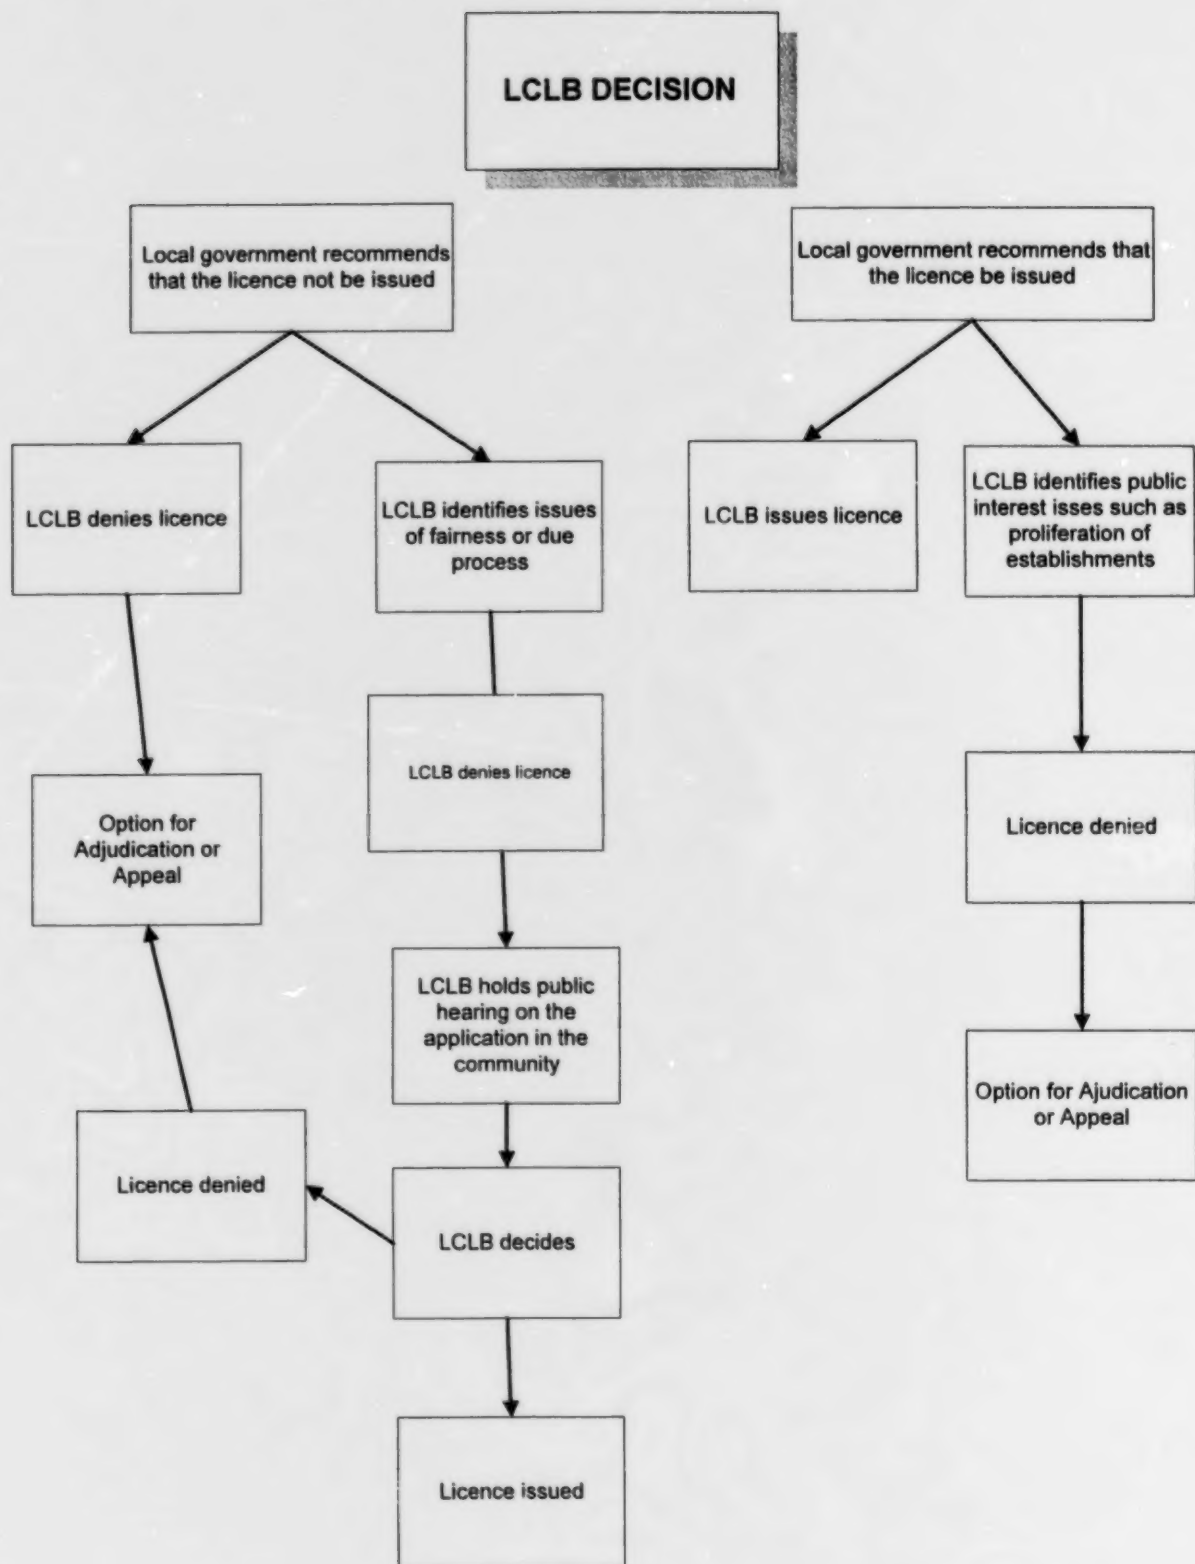 LCLB DECISION
Local government recommends
that the licence not be issued
Local government recommends that
the licence be issued
LCLB denies licence
LCLB identifies issues
of fairness or due
process
LCLB issues licence
LCLB identifies public
interest isses such as
proliferation of
establishments
LCLB denies licence
Option for
Adjudication or
Appeal
Licence denied
LCLB holds public
hearing on the
application in the
community
Option for Ajudication
or Appeal
Licence denied
LCLB decides
Licence issued